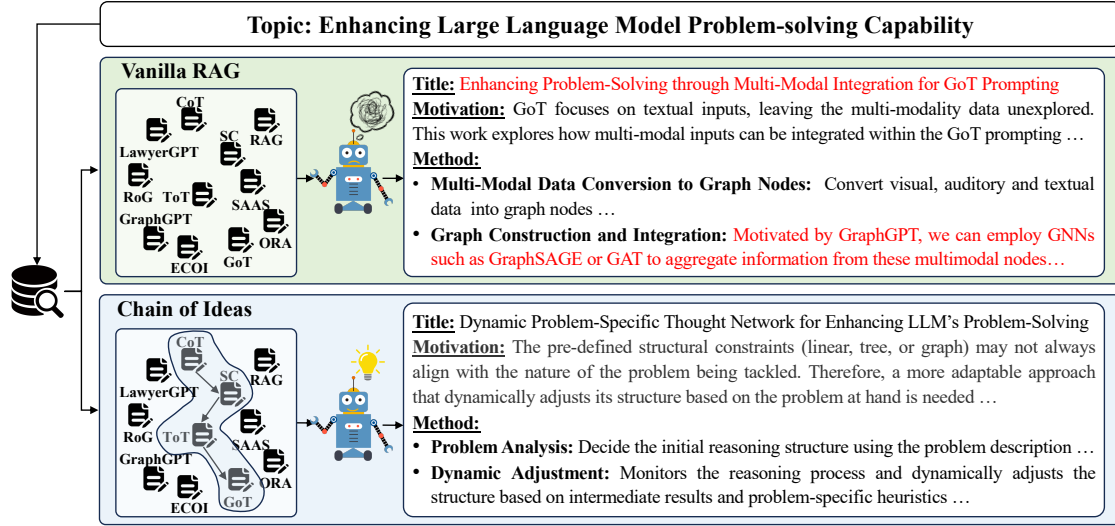 Topic: Enhancing Large Language Model Problem-solving Capability
Vanilla RAG
CoT
SC
RAG
LawyerGPT
RoG
ToT
SAAS
GraphGPT
ECOI
GoT
ORA
Title: Enhancing Problem-Solving through Multi-Modal Integration for GoT Prompting
Motivation: GoT focuses on textual inputs, leaving the multi-modality data unexplored.
This work explores how multi-modal inputs can be integrated within the GoT prompting …
Method:
• Multi-Modal Data Conversion to Graph Nodes: Convert visual, auditory and textual
data into graph nodes …
• Graph Construction and Integration: Motivated by GraphGPT, we can employ GNNs
such as GraphSAGE or GAT to aggregate information from these multimodal nodes…
Chain of Ideas
CoT
SC
RAG
LawyerGPT
RoG
ToT
SAAS
GraphGPT
ECOI
GoT
ORA
Title: Dynamic Problem-Specific Thought Network for Enhancing LLM's Problem-Solving
Motivation: The pre-defined structural constraints (linear, tree, or graph) may not always
align with the nature of the problem being tackled. Therefore, a more adaptable approach
that dynamically adjusts its structure based on the problem at hand is needed …
Method:
• Problem Analysis: Decide the initial reasoning structure using the problem description …
• Dynamic Adjustment: Monitors the reasoning process and dynamically adjusts the
structure based on intermediate results and problem-specific heuristics …